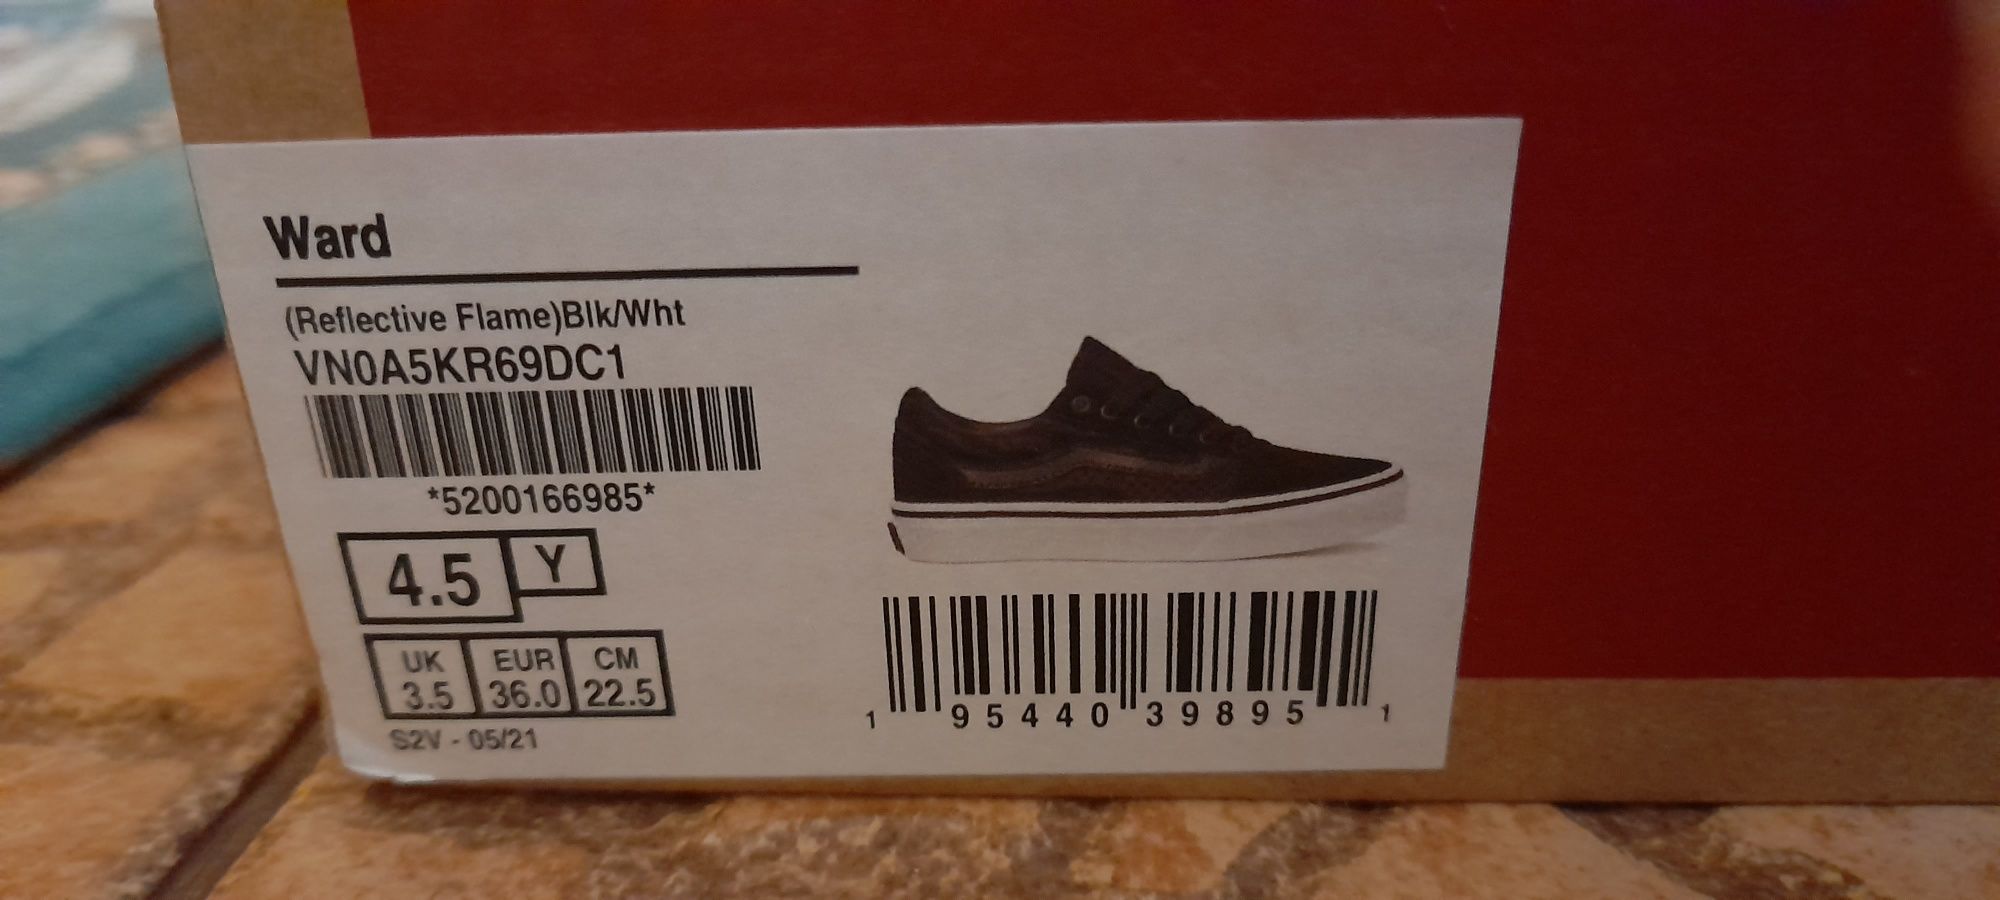 Ward
(Reflective Flame)Blk/Wht
VN0A5KR69DC1
*5200166985*
4.5 Y
UK EUR CM
3.5 36.0 22.5
S2V - 05/21
1 95440 39895 1